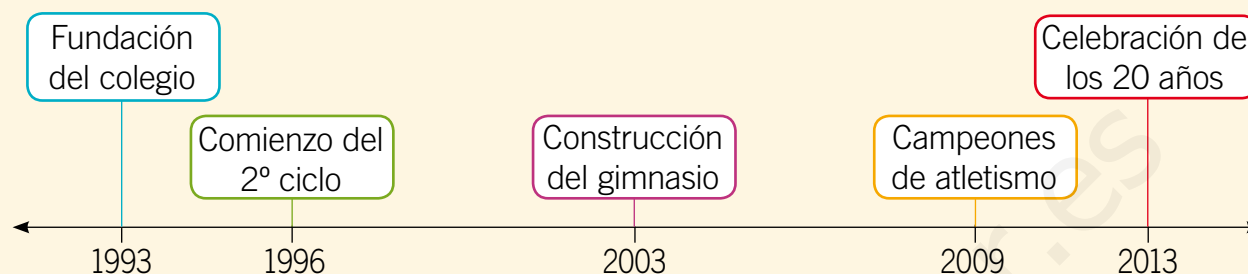 Fundación
del colegio
Comienzo del
2º ciclo
Construcción
del gimnasio
Campeones
de atletismo
Celebración de
los 20 años
1993
1996
2003
2009
2013